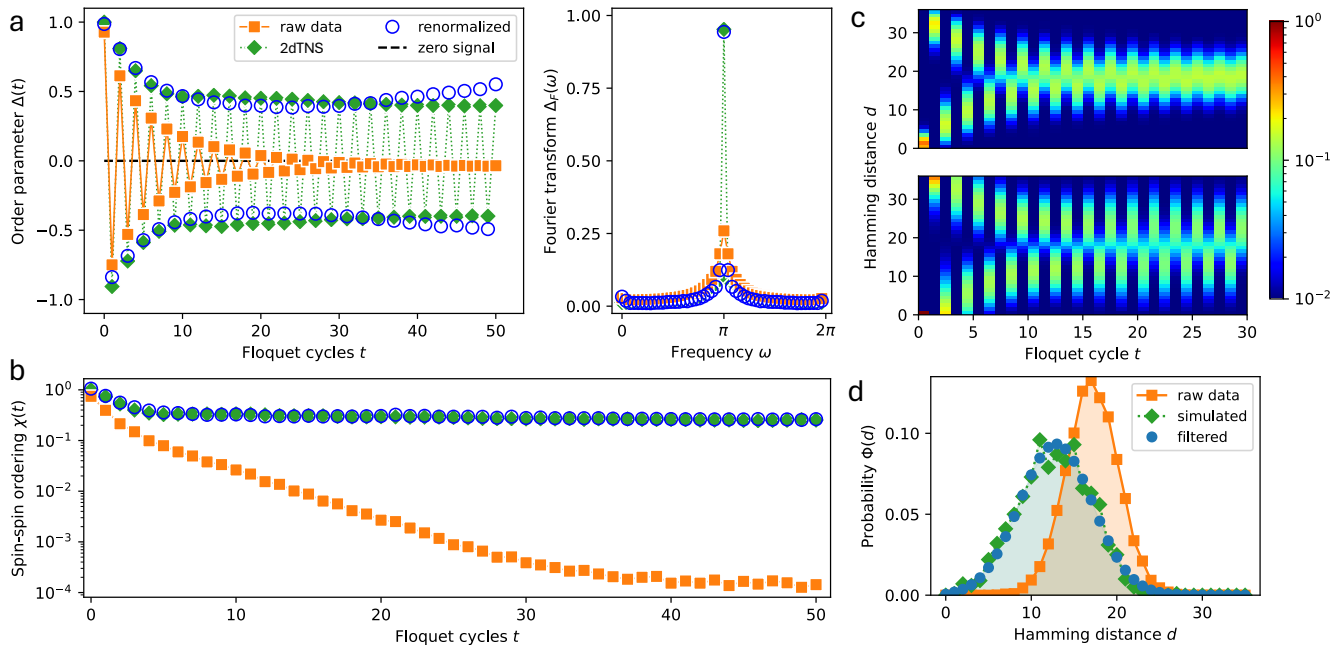 a
raw data
2dTNS
renormalized
zero signal
Order parameter Δ(t)
1.0
0.5
0.0
−0.5
−1.0
0
10
20
30
40
50
Floquet cycles t
Fourier transform Δ_F(ω)
1.00
0.75
0.50
0.25
0.00
0
π
2π
Frequency ω
b
Spin-spin ordering χ(t)
10^0
10^−1
10^−2
10^−3
10^−4
0
10
20
30
40
50
Floquet cycles t
c
Hamming distance d
30
20
10
0
30
20
10
0
0
5
10
15
20
25
30
Floquet cycle t
10^0
10^−1
10^−2
d
raw data
simulated
filtered
Probability Φ(d)
0.10
0.05
0.00
0
10
20
30
Hamming distance d